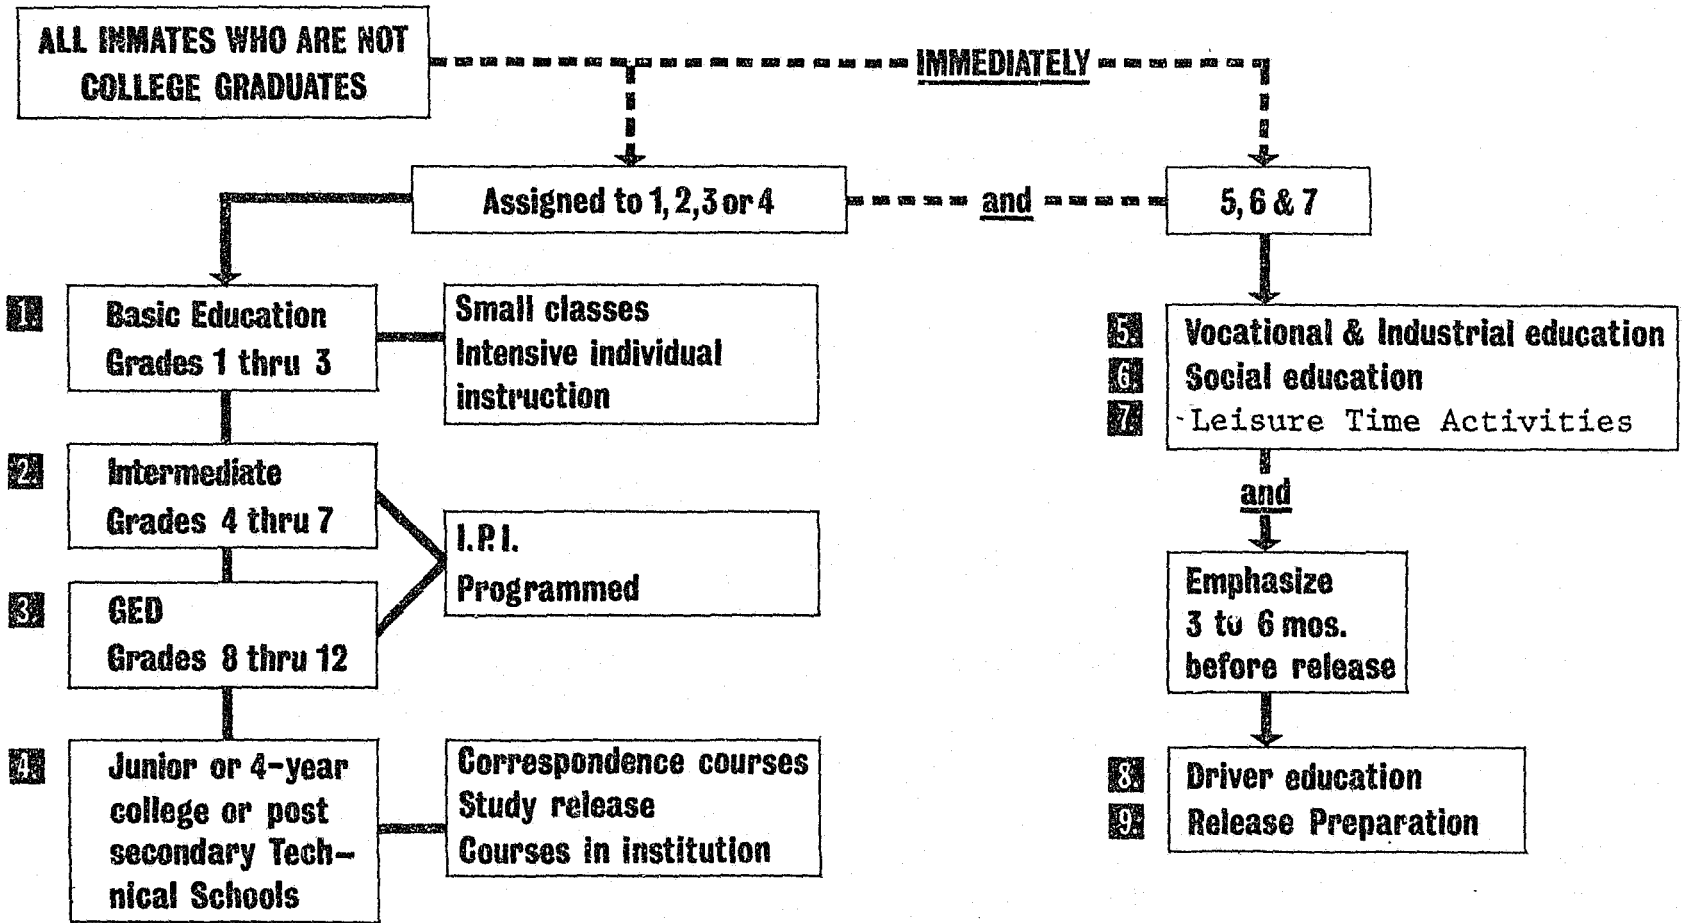 ALL INMATES WHO ARE NOT
COLLEGE GRADUATES
IMMEDIATELY
Assigned to 1, 2, 3 or 4
and
5, 6 & 7
1 Basic Education
Grades 1 thru 3
Small classes
Intensive individual
instruction
2 Intermediate
Grades 4 thru 7
I.P.I.
Programmed
3 GED
Grades 8 thru 12
4 Junior or 4-year
college or post
secondary Tech-
nical Schools
Correspondence courses
Study release
Courses in institution
5 Vocational & Industrial education
6 Social education
7 Leisure Time Activities
and
Emphasize
3 to 6 mos.
before release
8 Driver education
9 Release Preparation